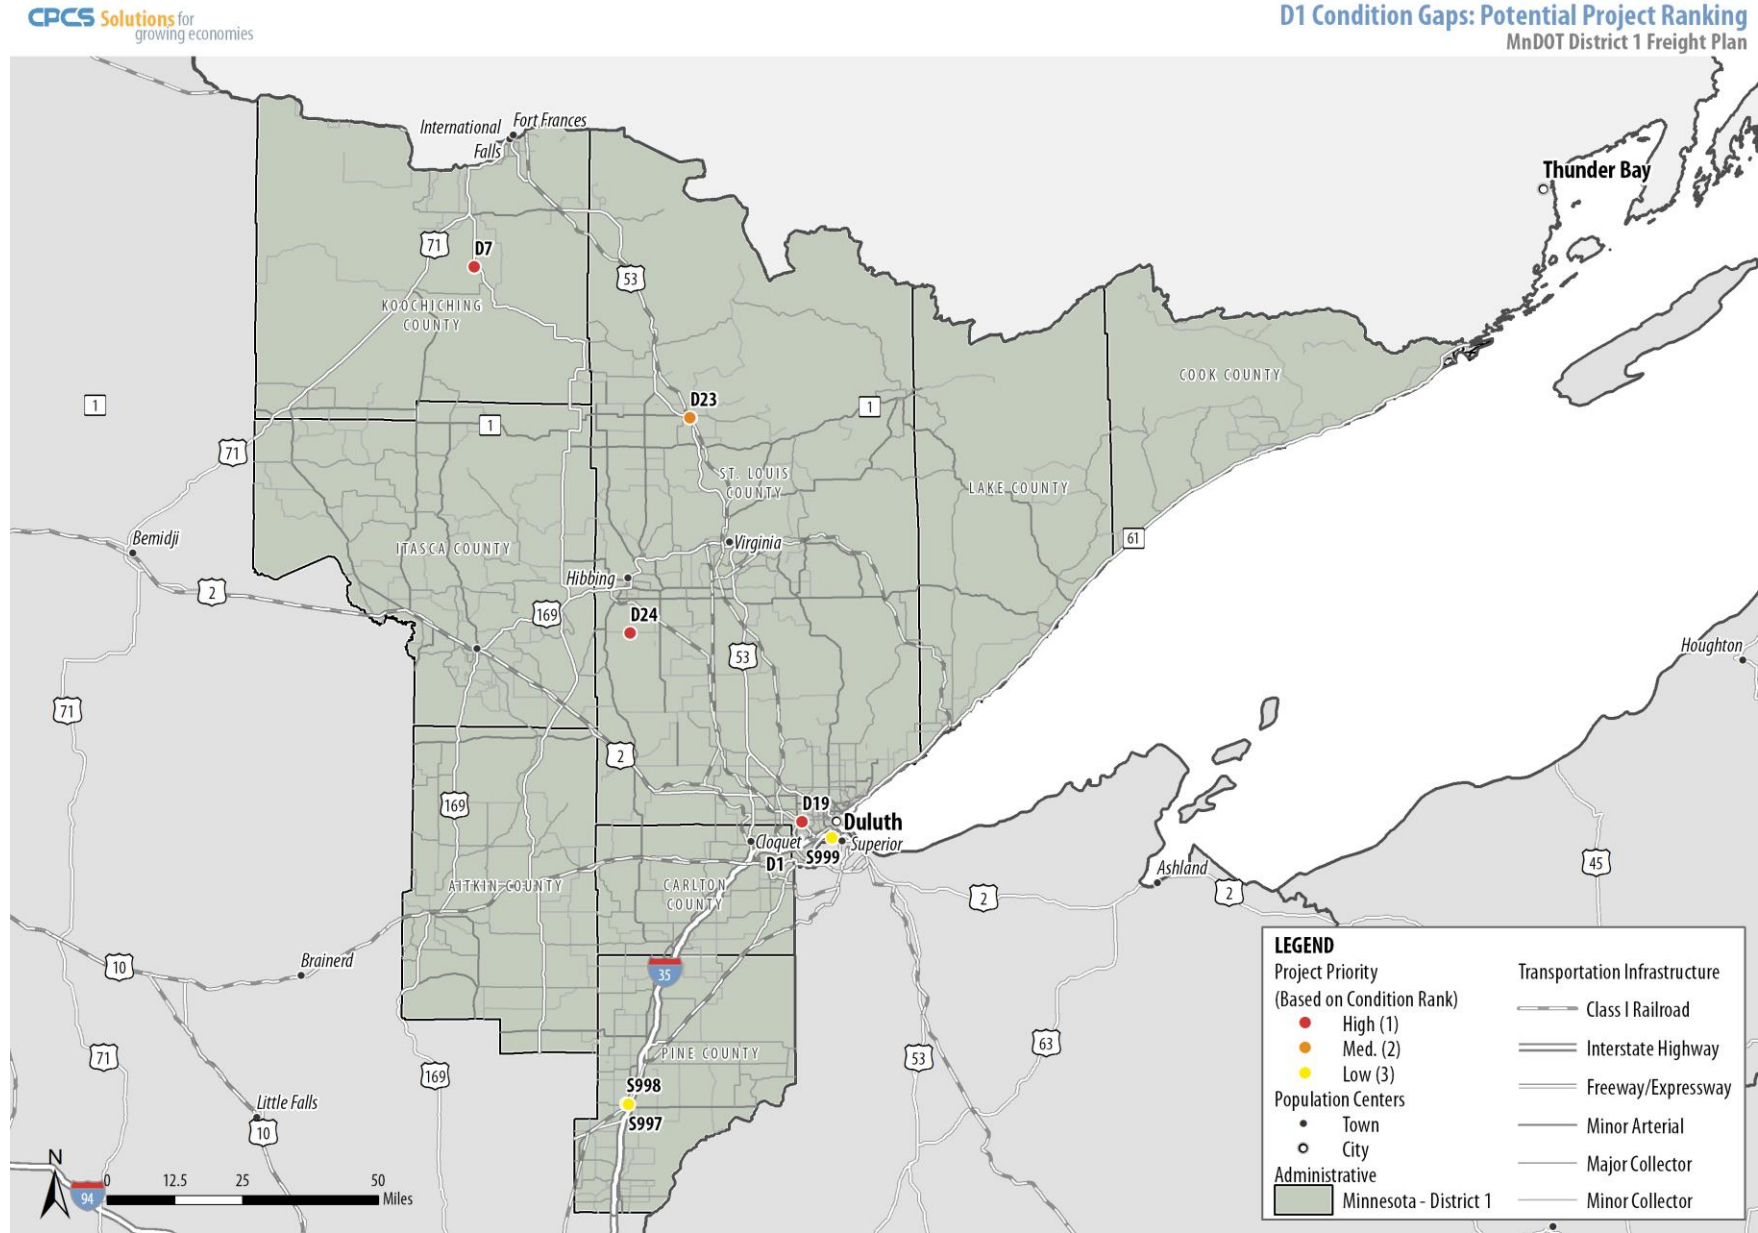 CPCS Solutions for
growing economies
D1 Condition Gaps: Potential Project Ranking
MnDOT District 1 Freight Plan
International
Falls
Fort Frances
Thunder Bay
71
D7
53
KOOCHICHING
COUNTY
COOK COUNTY
1
D23
1
1
71
ST. LOUIS
COUNTY
LAKE COUNTY
61
Bemidji
ITASCA COUNTY
Virginia
Hibbing
2
169
D24
53
Houghton
71
2
169
D19
Duluth
Cloquet
S999
Superior
D1
AITKIN COUNTY
CARLTON
COUNTY
Ashland
2
2
45
Brainerd
10
35
71
169
PINE COUNTY
53
63
S998
S997
Little Falls
10
N
94
0
12.5
25
50
Miles
LEGEND
Project Priority
(Based on Condition Rank)
High (1)
Med. (2)
Low (3)
Population Centers
Town
City
Administrative
Minnesota - District 1
Transportation Infrastructure
Class I Railroad
Interstate Highway
Freeway/Expressway
Minor Arterial
Major Collector
Minor Collector